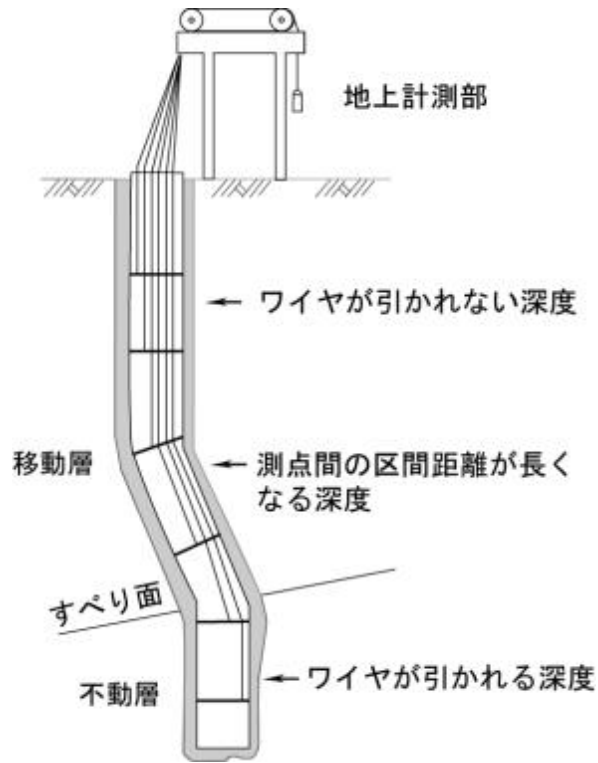 地上計測部
ワイヤが引かれない深度
移動層
測点間の区間距離が長く
なる深度
すべり面
ワイヤが引かれる深度
不動層